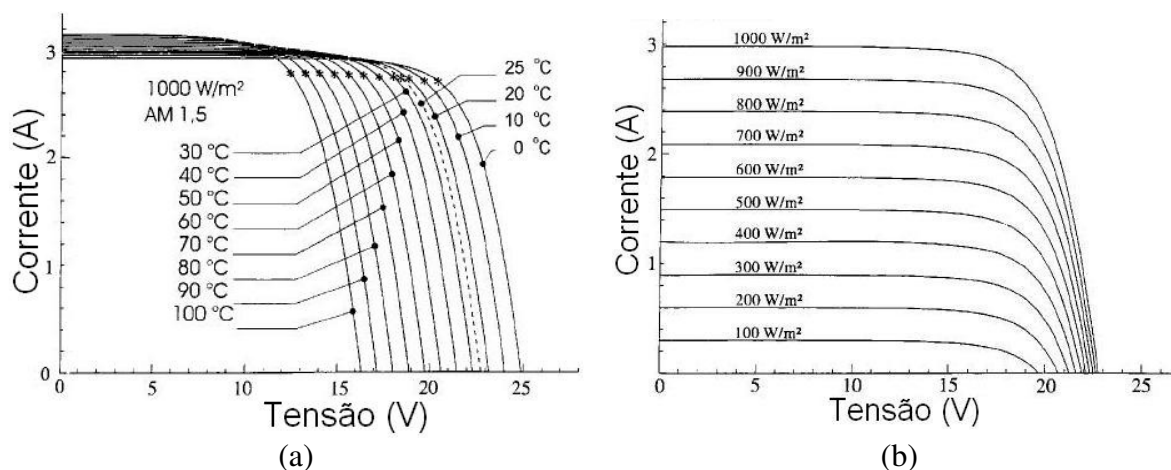 Corrente (A)
3
2
1
0
1000 W/m²
AM 1,5
25 °C
20 °C
10 °C
0 °C
30 °C
40 °C
50 °C
60 °C
70 °C
80 °C
90 °C
100 °C
0 5 10 15 20 25
Tensão (V)
(a)
Corrente (A)
3
2
1
1000 W/m²
900 W/m²
800 W/m²
700 W/m²
600 W/m²
500 W/m²
400 W/m²
300 W/m²
200 W/m²
100 W/m²
0 5 10 15 20 25
Tensão (V)
(b)